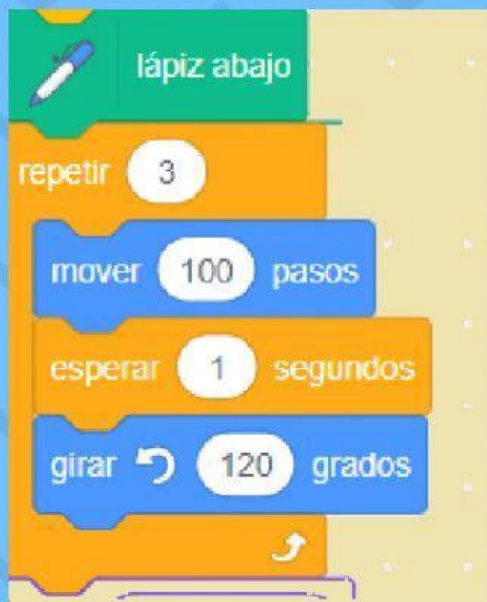 lápiz abajo
repetir 3
mover 100 pasos
esperar 1 segundos
girar 120 grados